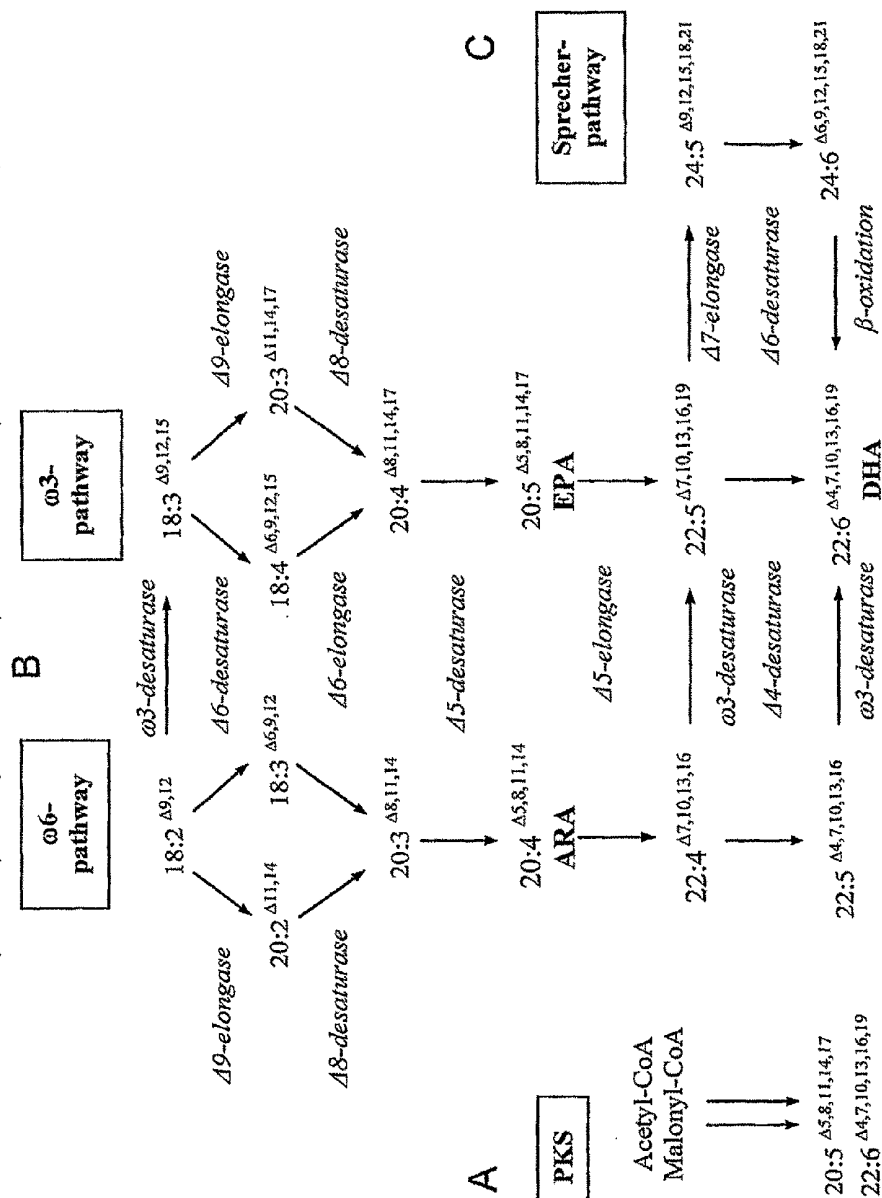 A
PKS
Acetyl-CoA
Malonyl-CoA
20:5 Δ5,8,11,14,17
22:6 Δ4,7,10,13,16,19
B
ω6-
pathway
ω3-
pathway
18:2 Δ9,12
ω3-desaturase
18:3 Δ9,12,15
Δ9-elongase
Δ6-desaturase
Δ9-elongase
20:2 Δ11,14
18:3 Δ6,9,12
18:4 Δ6,9,12,15
20:3 Δ11,14,17
Δ8-desaturase
Δ6-elongase
Δ8-desaturase
20:3 Δ8,11,14
20:4 Δ8,11,14,17
Δ5-desaturase
20:4 Δ5,8,11,14
ARA
20:5 Δ5,8,11,14,17
EPA
Δ5-elongase
C
Sprecher-
pathway
22:4 Δ7,10,13,16
22:5 Δ7,10,13,16,19
24:5 Δ9,12,15,18,21
ω3-desaturase
Δ7-elongase
Δ4-desaturase
Δ6-desaturase
22:5 Δ4,7,10,13,16
22:6 Δ4,7,10,13,16,19
24:6 Δ6,9,12,15,18,21
ω3-desaturase
DHA
β-oxidation